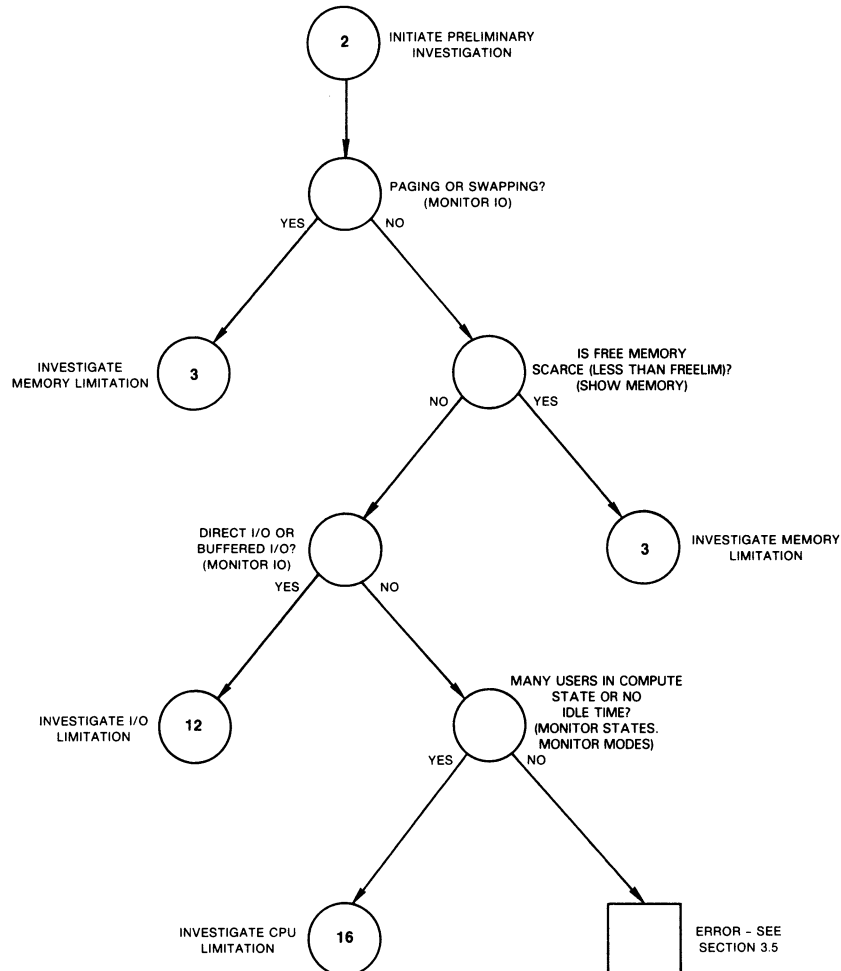 2
INITIATE PRELIMINARY
INVESTIGATION
PAGING OR SWAPPING?
(MONITOR IO)
YES
NO
INVESTIGATE
MEMORY LIMITATION
3
IS FREE MEMORY
SCARCE (LESS THAN FREELIM)?
(SHOW MEMORY)
NO
YES
DIRECT I/O OR
BUFFERED I/O?
(MONITOR IO)
YES
NO
3
INVESTIGATE MEMORY
LIMITATION
INVESTIGATE I/O
LIMITATION
12
MANY USERS IN COMPUTE
STATE OR NO
IDLE TIME?
(MONITOR STATES.
MONITOR MODES)
YES
NO
INVESTIGATE CPU
LIMITATION
16
ERROR - SEE
SECTION 3.5